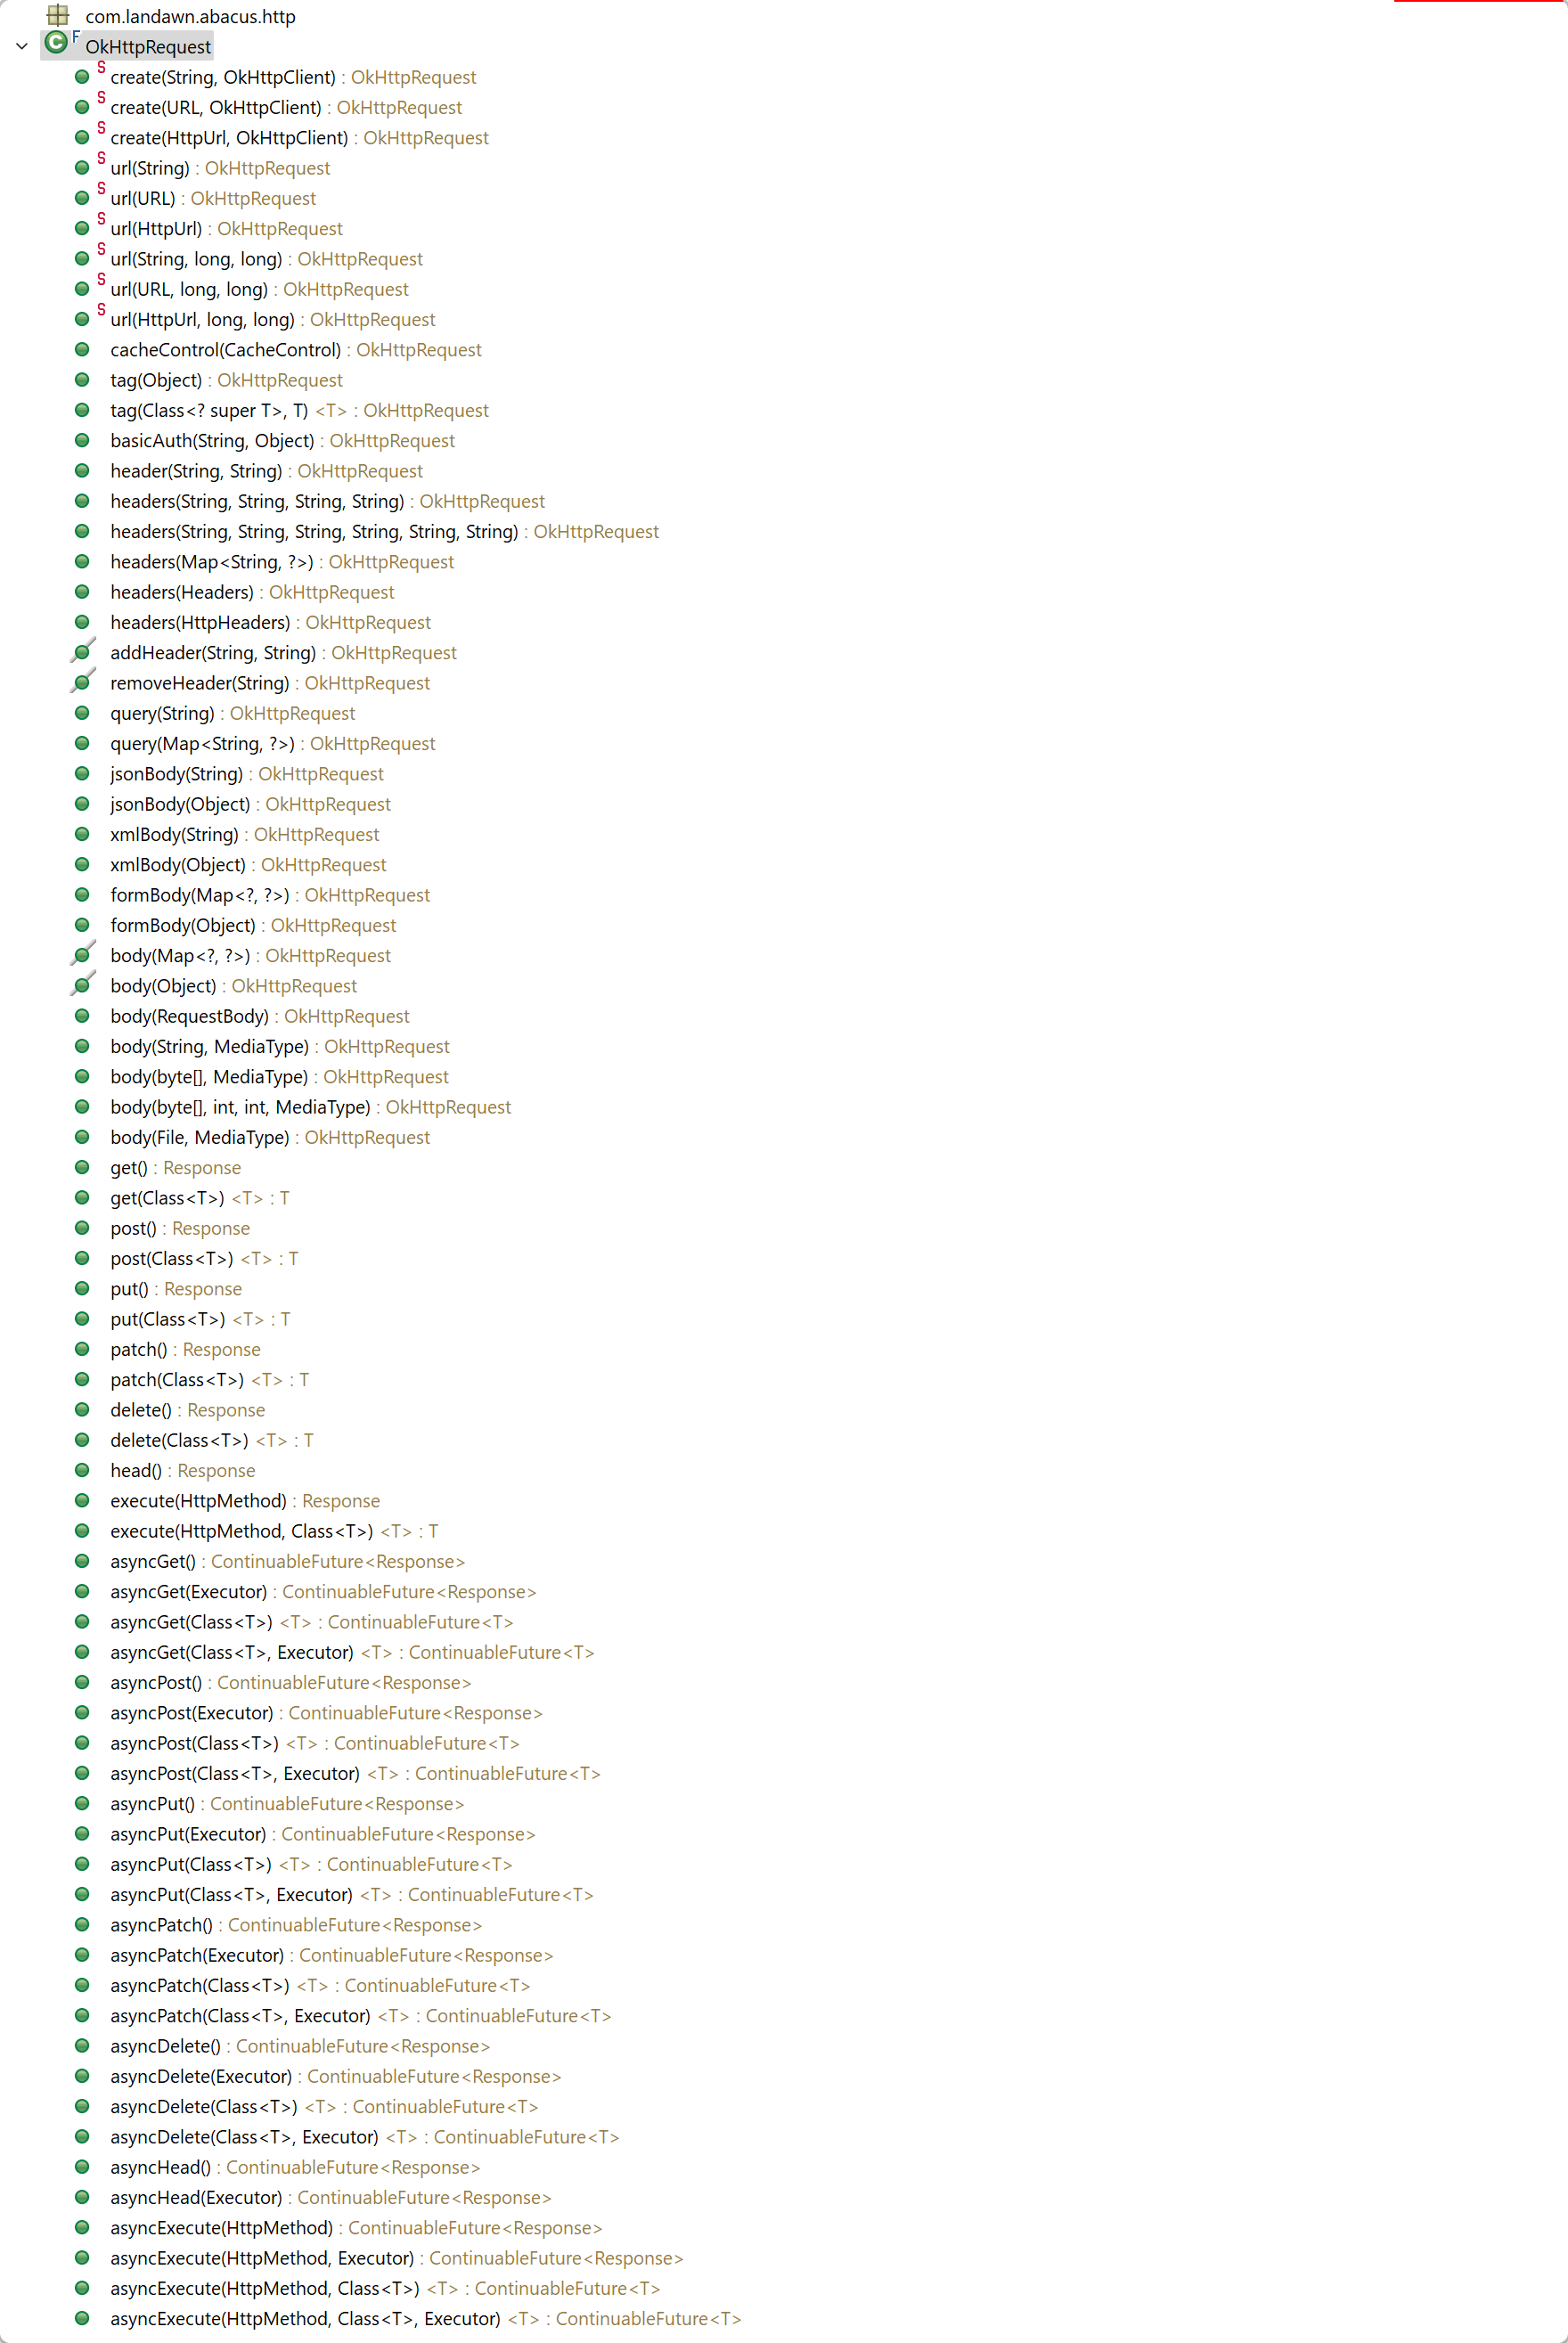 com.landawn.abacus.http
C F OkHttpRequest
S create(String, OkHttpClient) : OkHttpRequest
S create(URL, OkHttpClient) : OkHttpRequest
S create(HttpUrl, OkHttpClient) : OkHttpRequest
S url(String) : OkHttpRequest
S url(URL) : OkHttpRequest
S url(HttpUrl) : OkHttpRequest
S url(String, long, long) : OkHttpRequest
S url(URL, long, long) : OkHttpRequest
S url(HttpUrl, long, long) : OkHttpRequest
cacheControl(CacheControl) : OkHttpRequest
tag(Object) : OkHttpRequest
tag(Class<? super T>, T) <T> : OkHttpRequest
basicAuth(String, Object) : OkHttpRequest
header(String, String) : OkHttpRequest
headers(String, String, String, String) : OkHttpRequest
headers(String, String, String, String, String, String) : OkHttpRequest
headers(Map<String, ?>) : OkHttpRequest
headers(Headers) : OkHttpRequest
headers(HttpHeaders) : OkHttpRequest
addHeader(String, String) : OkHttpRequest
removeHeader(String) : OkHttpRequest
query(String) : OkHttpRequest
query(Map<String, ?>) : OkHttpRequest
jsonBody(String) : OkHttpRequest
jsonBody(Object) : OkHttpRequest
xmlBody(String) : OkHttpRequest
xmlBody(Object) : OkHttpRequest
formBody(Map<?, ?>) : OkHttpRequest
formBody(Object) : OkHttpRequest
body(Map<?, ?>) : OkHttpRequest
body(Object) : OkHttpRequest
body(RequestBody) : OkHttpRequest
body(String, MediaType) : OkHttpRequest
body(byte[], MediaType) : OkHttpRequest
body(byte[], int, int, MediaType) : OkHttpRequest
body(File, MediaType) : OkHttpRequest
get() : Response
get(Class<T>) <T> : T
post() : Response
post(Class<T>) <T> : T
put() : Response
put(Class<T>) <T> : T
patch() : Response
patch(Class<T>) <T> : T
delete() : Response
delete(Class<T>) <T> : T
head() : Response
execute(HttpMethod) : Response
execute(HttpMethod, Class<T>) <T> : T
asyncGet() : ContinuableFuture<Response>
asyncGet(Executor) : ContinuableFuture<Response>
asyncGet(Class<T>) <T> : ContinuableFuture<T>
asyncGet(Class<T>, Executor) <T> : ContinuableFuture<T>
asyncPost() : ContinuableFuture<Response>
asyncPost(Executor) : ContinuableFuture<Response>
asyncPost(Class<T>) <T> : ContinuableFuture<T>
asyncPost(Class<T>, Executor) <T> : ContinuableFuture<T>
asyncPut() : ContinuableFuture<Response>
asyncPut(Executor) : ContinuableFuture<Response>
asyncPut(Class<T>) <T> : ContinuableFuture<T>
asyncPut(Class<T>, Executor) <T> : ContinuableFuture<T>
asyncPatch() : ContinuableFuture<Response>
asyncPatch(Executor) : ContinuableFuture<Response>
asyncPatch(Class<T>) <T> : ContinuableFuture<T>
asyncPatch(Class<T>, Executor) <T> : ContinuableFuture<T>
asyncDelete() : ContinuableFuture<Response>
asyncDelete(Executor) : ContinuableFuture<Response>
asyncDelete(Class<T>) <T> : ContinuableFuture<T>
asyncDelete(Class<T>, Executor) <T> : ContinuableFuture<T>
asyncHead() : ContinuableFuture<Response>
asyncHead(Executor) : ContinuableFuture<Response>
asyncExecute(HttpMethod) : ContinuableFuture<Response>
asyncExecute(HttpMethod, Executor) : ContinuableFuture<Response>
asyncExecute(HttpMethod, Class<T>) <T> : ContinuableFuture<T>
asyncExecute(HttpMethod, Class<T>, Executor) <T> : ContinuableFuture<T>